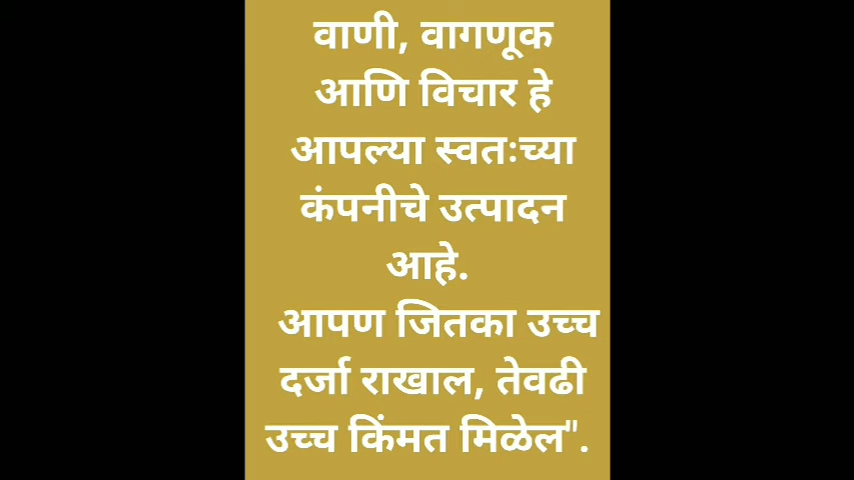 वाणी, वागणूक
आणि विचार हे
आपल्या स्वतःच्या
कंपनीचे उत्पादन
आहे.
आपण जितका उच्च
दर्जा राखाल, तेवढी
उच्च किंमत मिळेल".